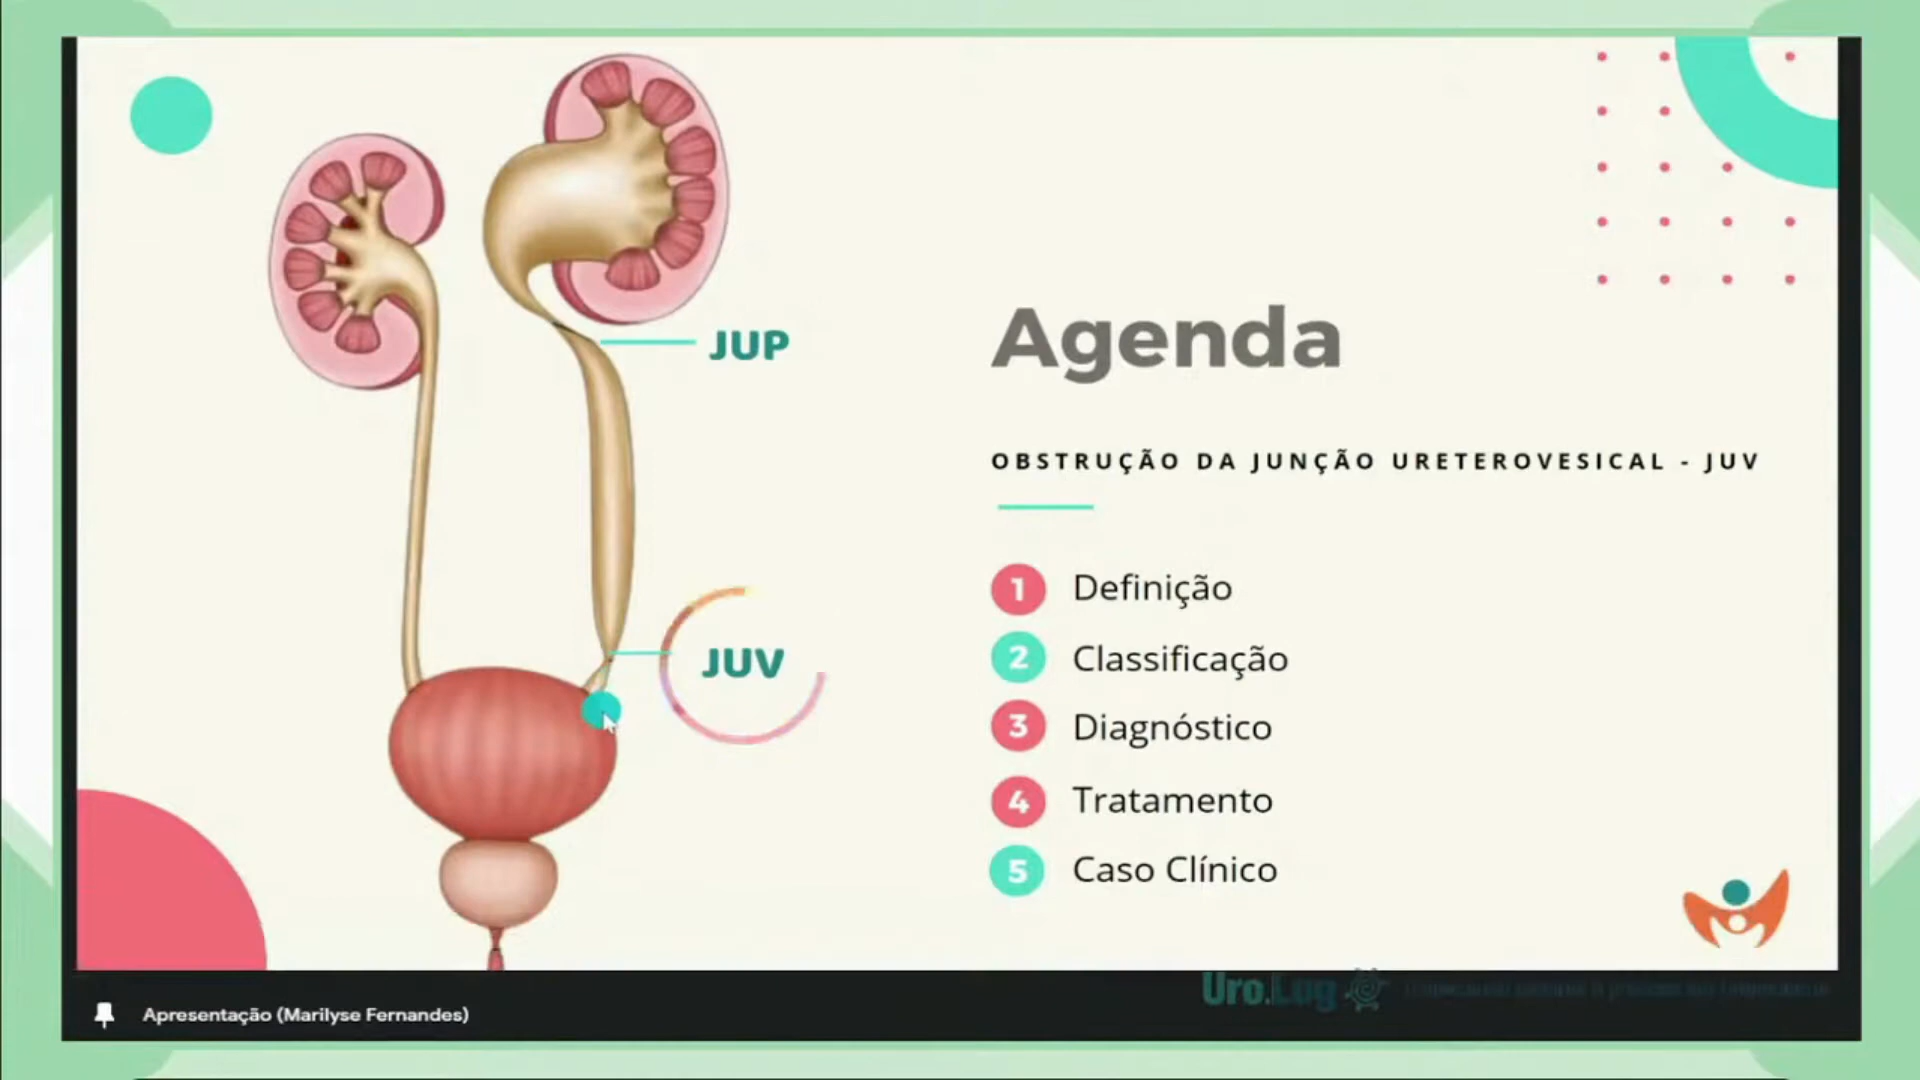 JUP
JUV
Agenda
OBSTRUÇÃO DA JUNÇÃO URETEROVESICAL - JUV
1 Definição
2 Classificação
3 Diagnóstico
4 Tratamento
5 Caso Clínico
Uro.Log
Apresentação (Marilyse Fernandes)